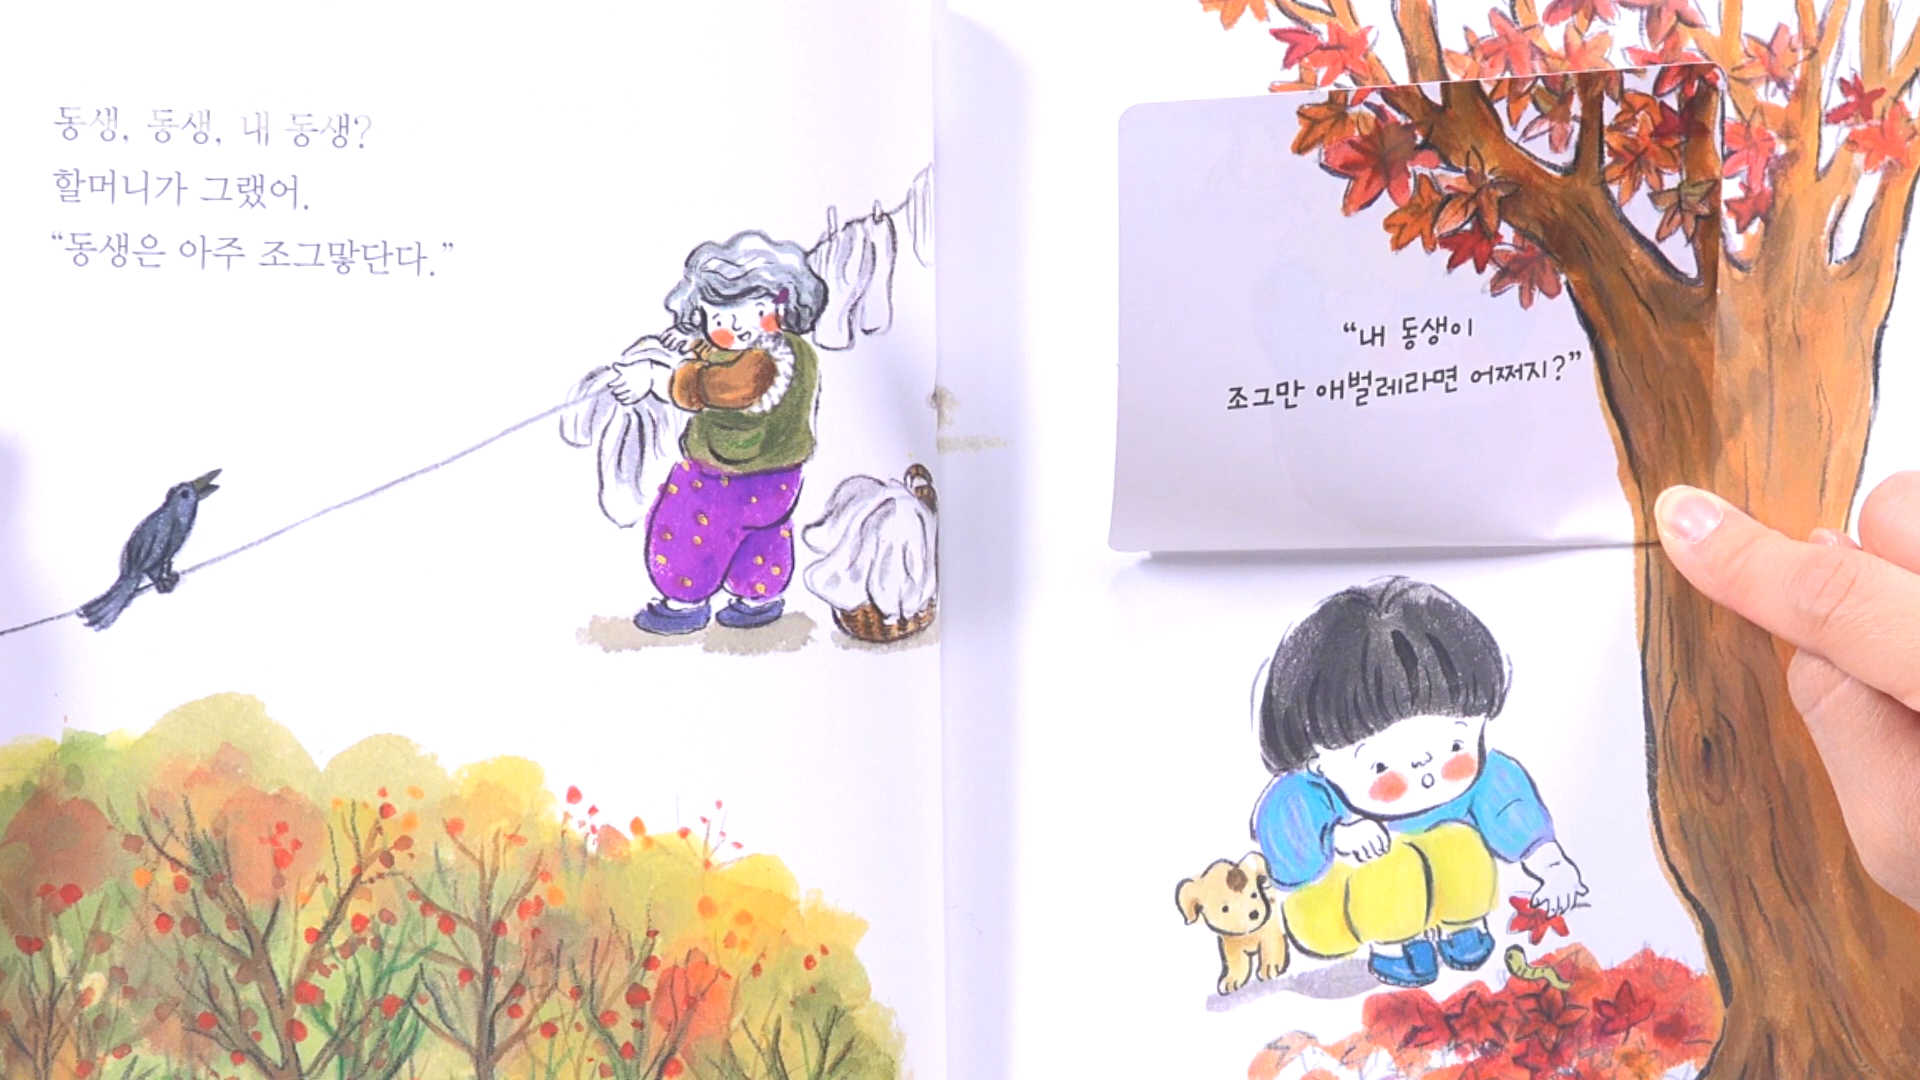 동생, 동생, 내 동생?
할머니가 그랬어.
“동생은 아주 조그맣단다.”
“내 동생이
조그만 애벌레라면 어쩌지?”